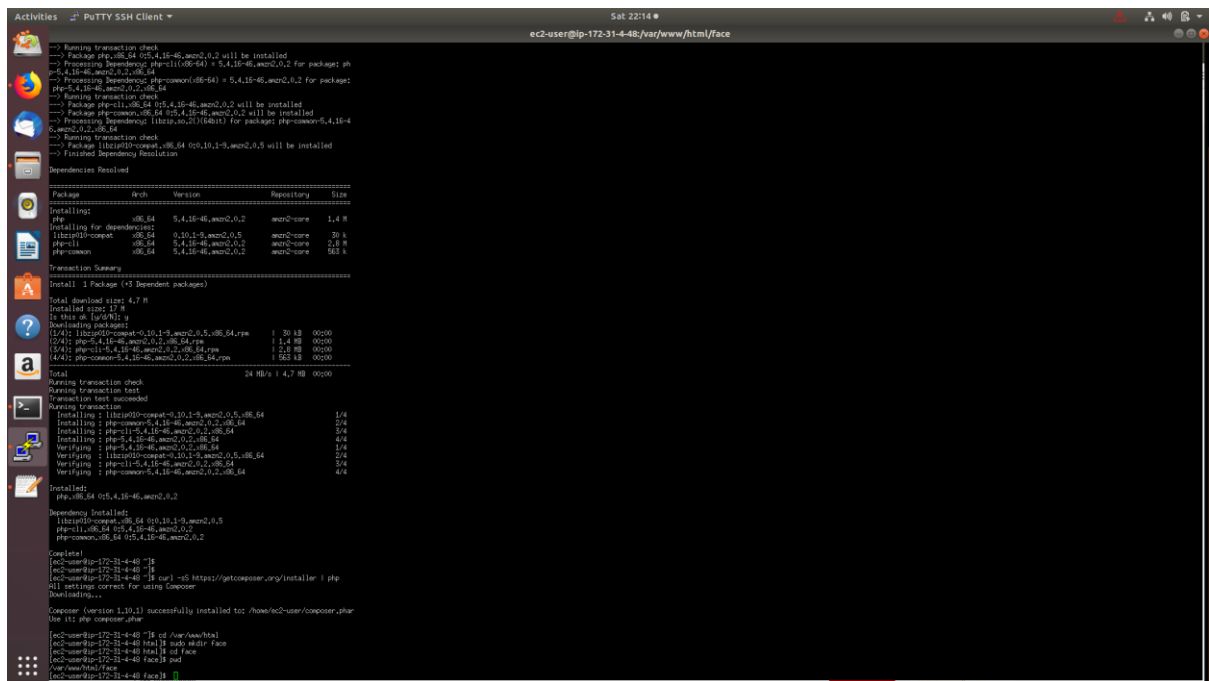 Activities PuTTY SSH Client Sat 22:14
ec2-user@ip-172-31-4-48:/var/www/html/face
--> Running transaction check
---> Package php.x86_64 0:5.4.16-46.amzn2.0.2 will be installed
--> Processing Dependency: php-cli(x86-64) = 5.4.16-46.amzn2.0.2 for package: ph
p-5.4.16-46.amzn2.0.2.x86_64
--> Processing Dependency: php-common(x86-64) = 5.4.16-46.amzn2.0.2 for package:
php-5.4.16-46.amzn2.0.2.x86_64
--> Running transaction check
---> Package php-cli.x86_64 0:5.4.16-46.amzn2.0.2 will be installed
---> Package php-common.x86_64 0:5.4.16-46.amzn2.0.2 will be installed
--> Processing Dependency: libzip.so.2()(64bit) for package: php-common-5.4.16-4
6.amzn2.0.2.x86_64
--> Running transaction check
---> Package libzip010-compat.x86_64 0:0.10.1-9.amzn2.0.5 will be installed
--> Finished Dependency Resolution
Dependencies Resolved
Package Arch Version Repository Size
Installing:
php x86_64 5.4.16-46.amzn2.0.2 amzn2-core 1.4 M
Installing for dependencies:
libzip010-compat x86_64 0.10.1-9.amzn2.0.5 amzn2-core 30 k
php-cli x86_64 5.4.16-46.amzn2.0.2 amzn2-core 2.8 M
php-common x86_64 5.4.16-46.amzn2.0.2 amzn2-core 563 k
Transaction Summary
Install 1 Package (+3 Dependent packages)
Total download size: 4.7 M
Installed size: 17 M
Is this ok [y/d/N]: y
Downloading packages:
(1/4): libzip010-compat-0.10.1-9.amzn2.0.5.x86_64.rpm | 30 kB 00:00
(2/4): php-5.4.16-46.amzn2.0.2.x86_64.rpm | 1.4 MB 00:00
(3/4): php-cli-5.4.16-46.amzn2.0.2.x86_64.rpm | 2.8 MB 00:00
(4/4): php-common-5.4.16-46.amzn2.0.2.x86_64.rpm | 563 kB 00:00
Total 24 MB/s | 4.7 MB 00:00
Running transaction check
Running transaction test
Transaction test succeeded
Running transaction
Installing : libzip010-compat-0.10.1-9.amzn2.0.5.x86_64 1/4
Installing : php-common-5.4.16-46.amzn2.0.2.x86_64 2/4
Installing : php-cli-5.4.16-46.amzn2.0.2.x86_64 3/4
Installing : php-5.4.16-46.amzn2.0.2.x86_64 4/4
Verifying : php-5.4.16-46.amzn2.0.2.x86_64 1/4
Verifying : libzip010-compat-0.10.1-9.amzn2.0.5.x86_64 2/4
Verifying : php-cli-5.4.16-46.amzn2.0.2.x86_64 3/4
Verifying : php-common-5.4.16-46.amzn2.0.2.x86_64 4/4
Installed:
php.x86_64 0:5.4.16-46.amzn2.0.2
Dependency Installed:
libzip010-compat.x86_64 0:0.10.1-9.amzn2.0.5
php-cli.x86_64 0:5.4.16-46.amzn2.0.2
php-common.x86_64 0:5.4.16-46.amzn2.0.2
Complete!
[ec2-user@ip-172-31-4-48 ~]$
[ec2-user@ip-172-31-4-48 ~]$
[ec2-user@ip-172-31-4-48 ~]$ curl -sS https://getcomposer.org/installer | php
All settings correct for using Composer
Downloading...
Composer (version 1.10.1) successfully installed to: /home/ec2-user/composer.phar
Use it: php composer.phar
[ec2-user@ip-172-31-4-48 ~]$ cd /var/www/html
[ec2-user@ip-172-31-4-48 html]$ sudo mkdir face
[ec2-user@ip-172-31-4-48 html]$ cd face
[ec2-user@ip-172-31-4-48 face]$ pwd
/var/www/html/face
[ec2-user@ip-172-31-4-48 face]$